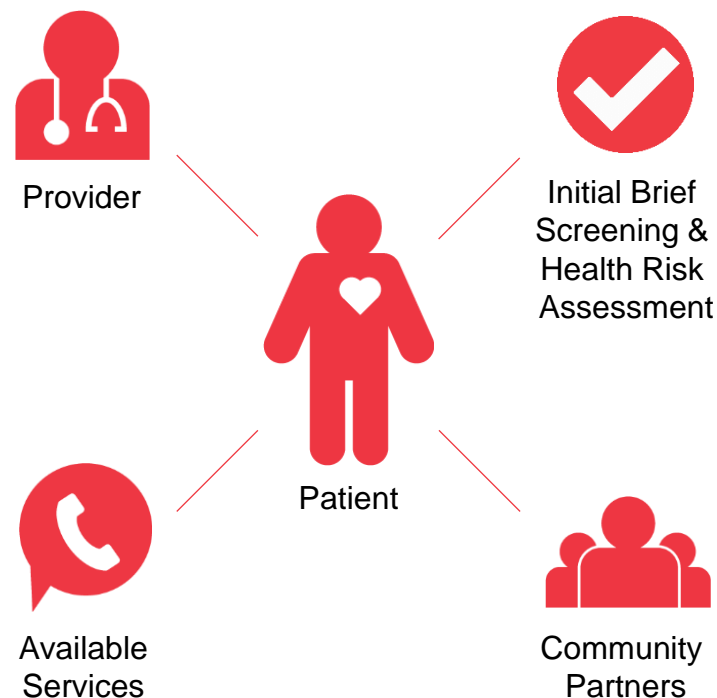 Provider
Initial Brief
Screening &
Health Risk
Assessment
Patient
Available
Services
Community
Partners